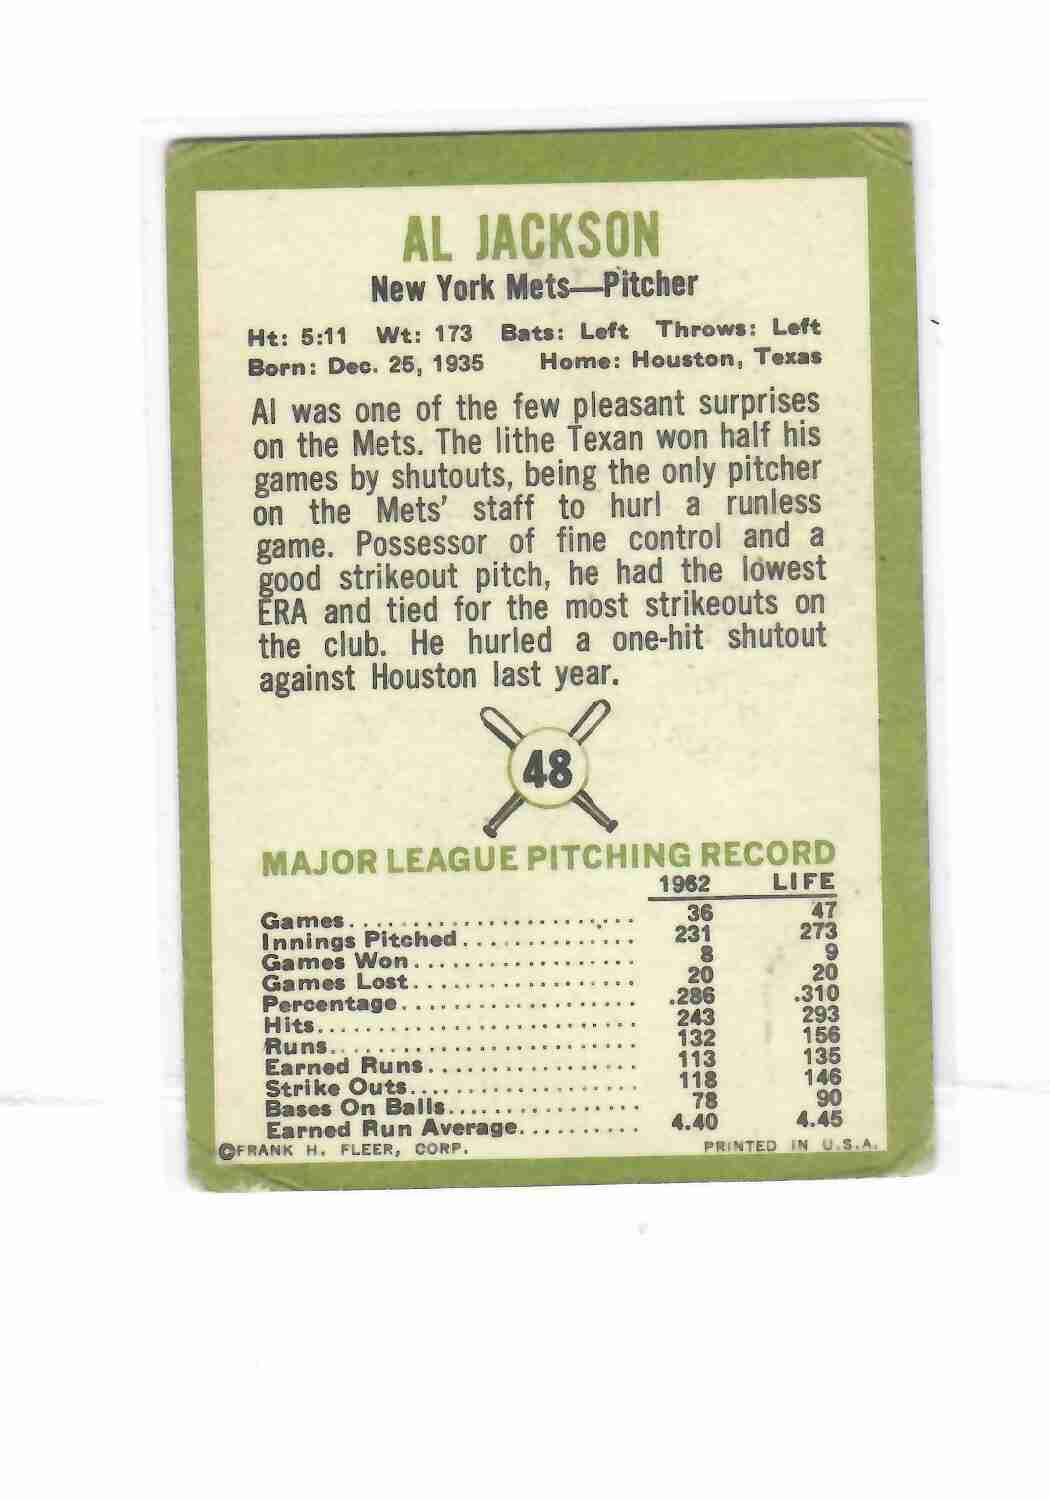 AL JACKSON
New York Mets—Pitcher
Ht: 5:11 Wt: 173 Bats: Left Throws: Left
Born: Dec. 25, 1935 Home: Houston, Texas
Al was one of the few pleasant surprises
on the Mets. The lithe Texan won half his
games by shutouts, being the only pitcher
on the Mets' staff to hurl a runless
game. Possessor of fine control and a
good strikeout pitch, he had the lowest
ERA and tied for the most strikeouts on
the club. He hurled a one-hit shutout
against Houston last year.
48
MAJOR LEAGUE PITCHING RECORD
1962 LIFE
Games 36 47
Innings Pitched 231 273
Games Won 8 9
Games Lost 20 20
Percentage .286 .310
Hits 243 293
Runs 132 156
Earned Runs 113 135
Strike Outs 118 146
Bases On Balls 78 90
Earned Run Average 4.40 4.45
©FRANK H. FLEER, CORP. PRINTED IN U.S.A.